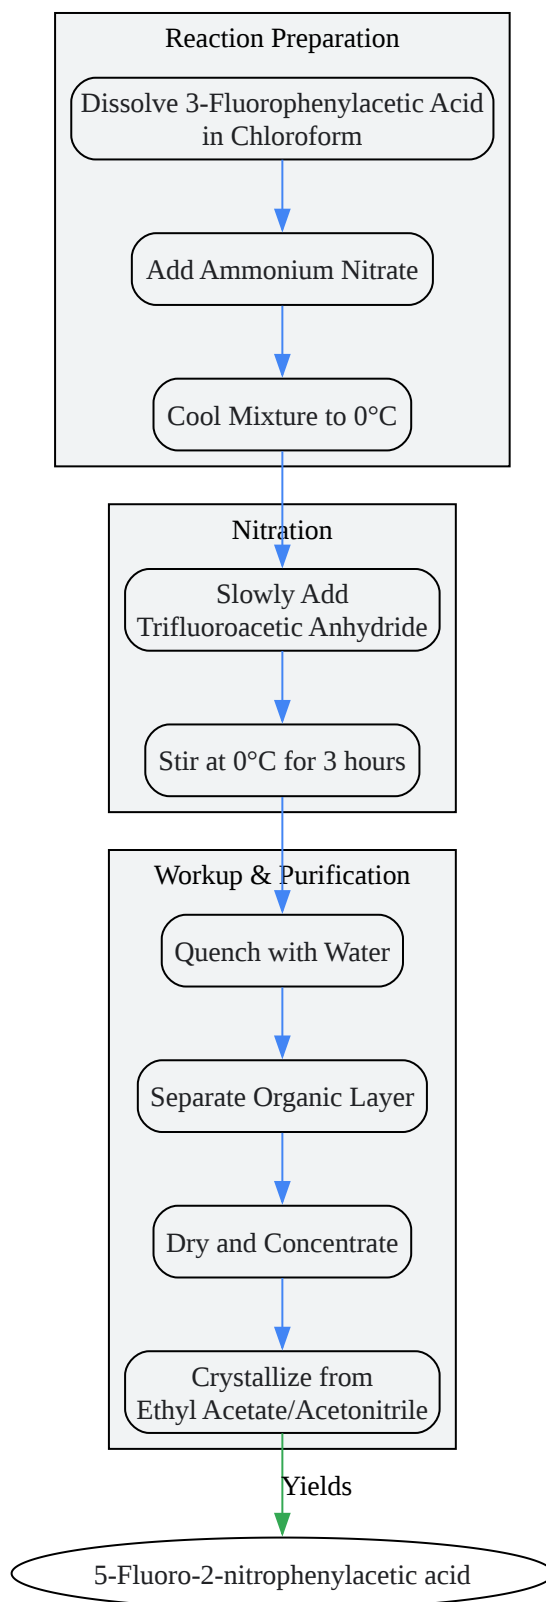 Reaction Preparation
Dissolve 3-Fluorophenylacetic Acid
in Chloroform
Add Ammonium Nitrate
Cool Mixture to 0°C
Nitration
Slowly Add
Trifluoroacetic Anhydride
Stir at 0°C for 3 hours
Workup & Purification
Quench with Water
Separate Organic Layer
Dry and Concentrate
Crystallize from
Ethyl Acetate/Acetonitrile
Yields
5-Fluoro-2-nitrophenylacetic acid